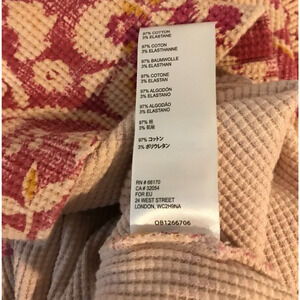 97% COTTON
3% ELASTANE
97% COTON
3% ELASTHANNE
97% BAUMWOLLE
3% ELASTHAN
97% COTONE
3% ELASTAN
97% ALGODÓN
3% ELASTANO
97% ALGODÃO
3% ELASTANO
97% 棉
3% 氨纶
97% コットン
3% ポリウレタン
RN # 66170
CA # 32054
FOR EU
24 WEST STREET
LONDON, WC2H9NA
OB1266706